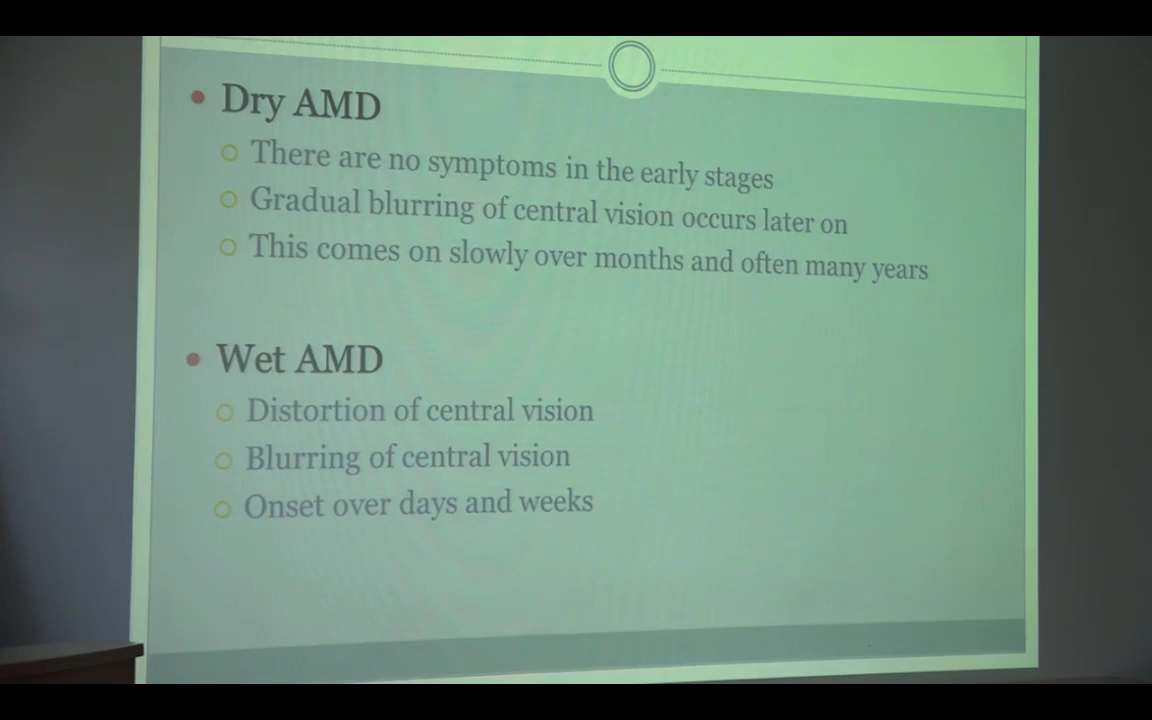 Dry AMD
There are no symptoms in the early stages
Gradual blurring of central vision occurs later on
This comes on slowly over months and often many years
Wet AMD
Distortion of central vision
Blurring of central vision
Onset over days and weeks